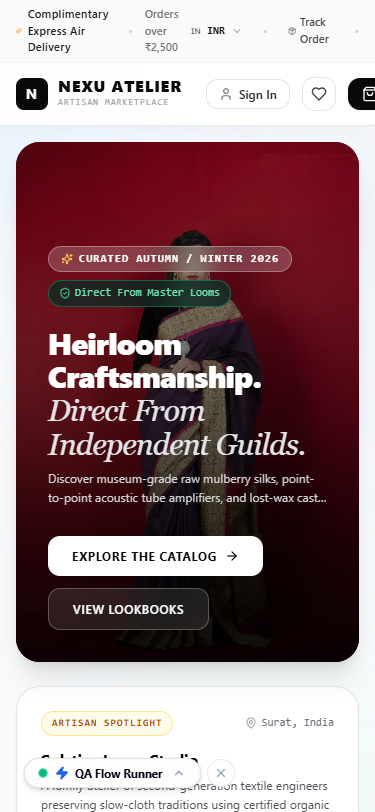 Complimentary
Express Air
Delivery
Orders
over
₹2,500
IN INR
Track
Order
N
NEXU ATELIER
ARTISAN MARKETPLACE
Sign In
CURATED AUTUMN / WINTER 2026
Direct From Master Looms
Heirloom
Craftsmanship.
Direct From
Independent Guilds.
Discover museum-grade raw mulberry silks, point-
to-point acoustic tube amplifiers, and lost-wax cast...
EXPLORE THE CATALOG
VIEW LOOKBOOKS
ARTISAN SPOTLIGHT
Surat, India
QA Flow Runner
A family atelier of second-generation textile engineers
preserving slow-cloth traditions using certified organic